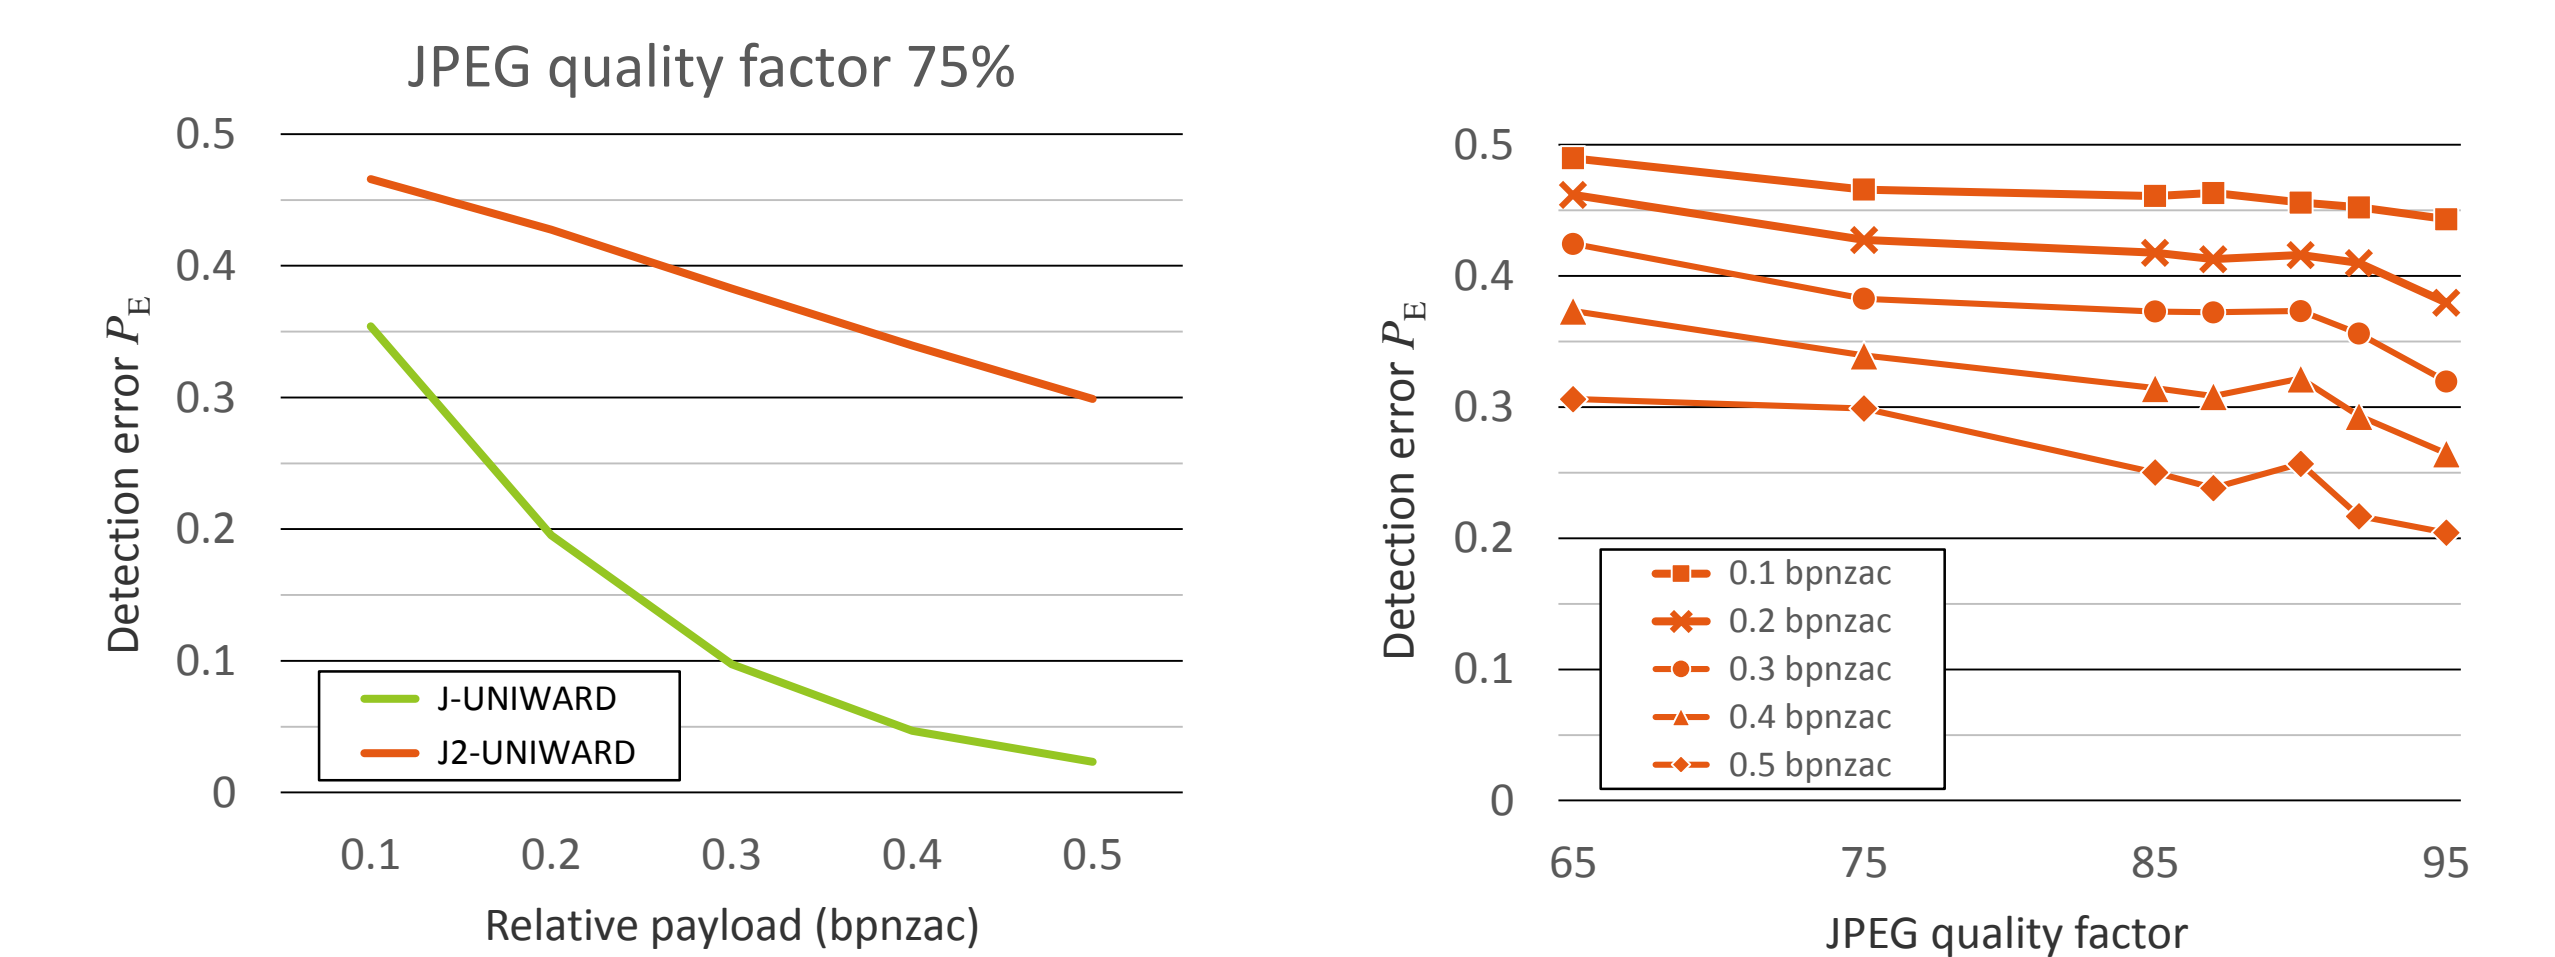 JPEG quality factor 75%
0.5
0.4
0.3
0.2
0.1
0
Detection error P_E
J-UNIWARD
J2-UNIWARD
0.1 0.2 0.3 0.4 0.5
Relative payload (bpnzac)
0.5
0.4
0.3
0.2
0.1
0
Detection error P_E
0.1 bpnzac
0.2 bpnzac
0.3 bpnzac
0.4 bpnzac
0.5 bpnzac
65 75 85 95
JPEG quality factor